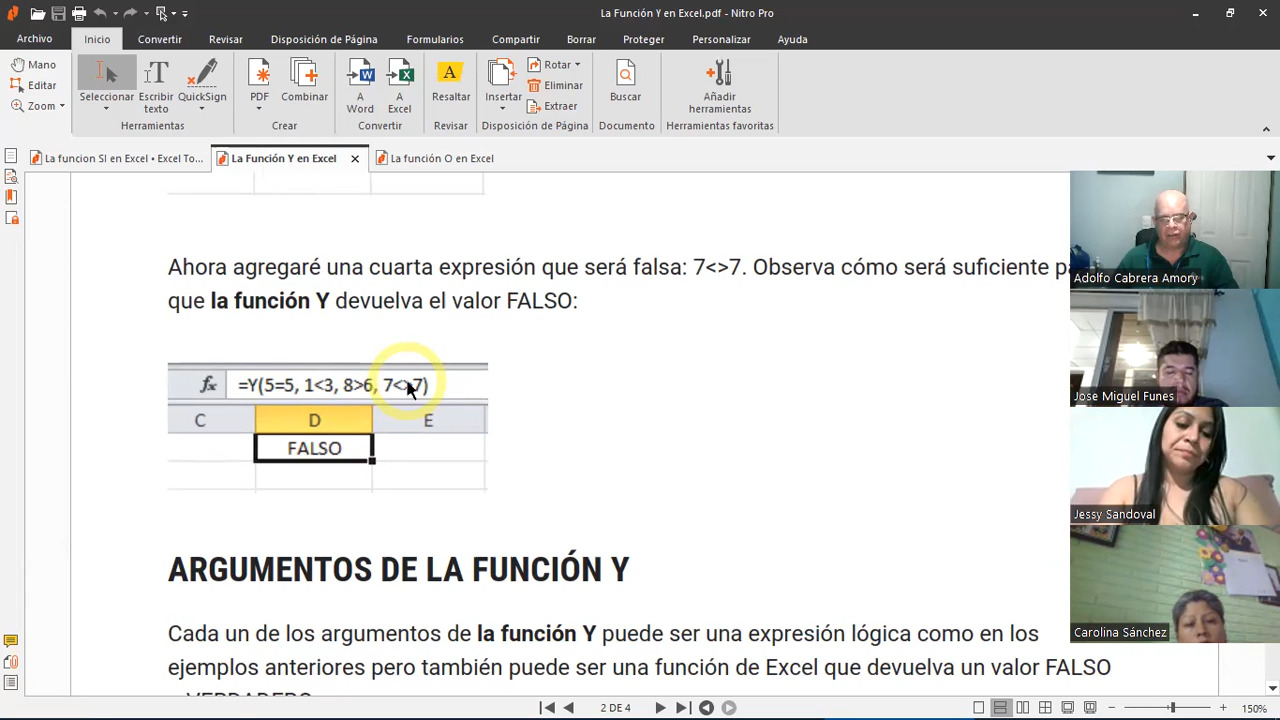 La Función Y en Excel.pdf - Nitro Pro
Archivo Inicio Convertir Revisar Disposición de Página Formularios Compartir Borrar Proteger Personalizar Ayuda
Mano
Editar
Zoom
Seleccionar
Escribir texto
QuickSign
Herramientas
PDF
Combinar
Crear
A Word
A Excel
Convertir
Resaltar
Revisar
Insertar
Rotar
Eliminar
Extraer
Disposición de Página
Buscar
Documento
Añadir herramientas
Herramientas favoritas
La funcion SI en Excel • Excel To...
La Función Y en Excel
La función O en Excel
Ahora agregaré una cuarta expresión que será falsa: 7<>7. Observa cómo será suficiente
que la función Y devuelva el valor FALSO:
fx =Y(5=5, 1<3, 8>6, 7<>7)
C D E
FALSO
ARGUMENTOS DE LA FUNCIÓN Y
Cada un de los argumentos de la función Y puede ser una expresión lógica como en los
ejemplos anteriores pero también puede ser una función de Excel que devuelva un valor FALSO
Adolfo Cabrera Amory
Jose Miguel Funes
Jessy Sandoval
Carolina Sánchez
2 DE 4
150%